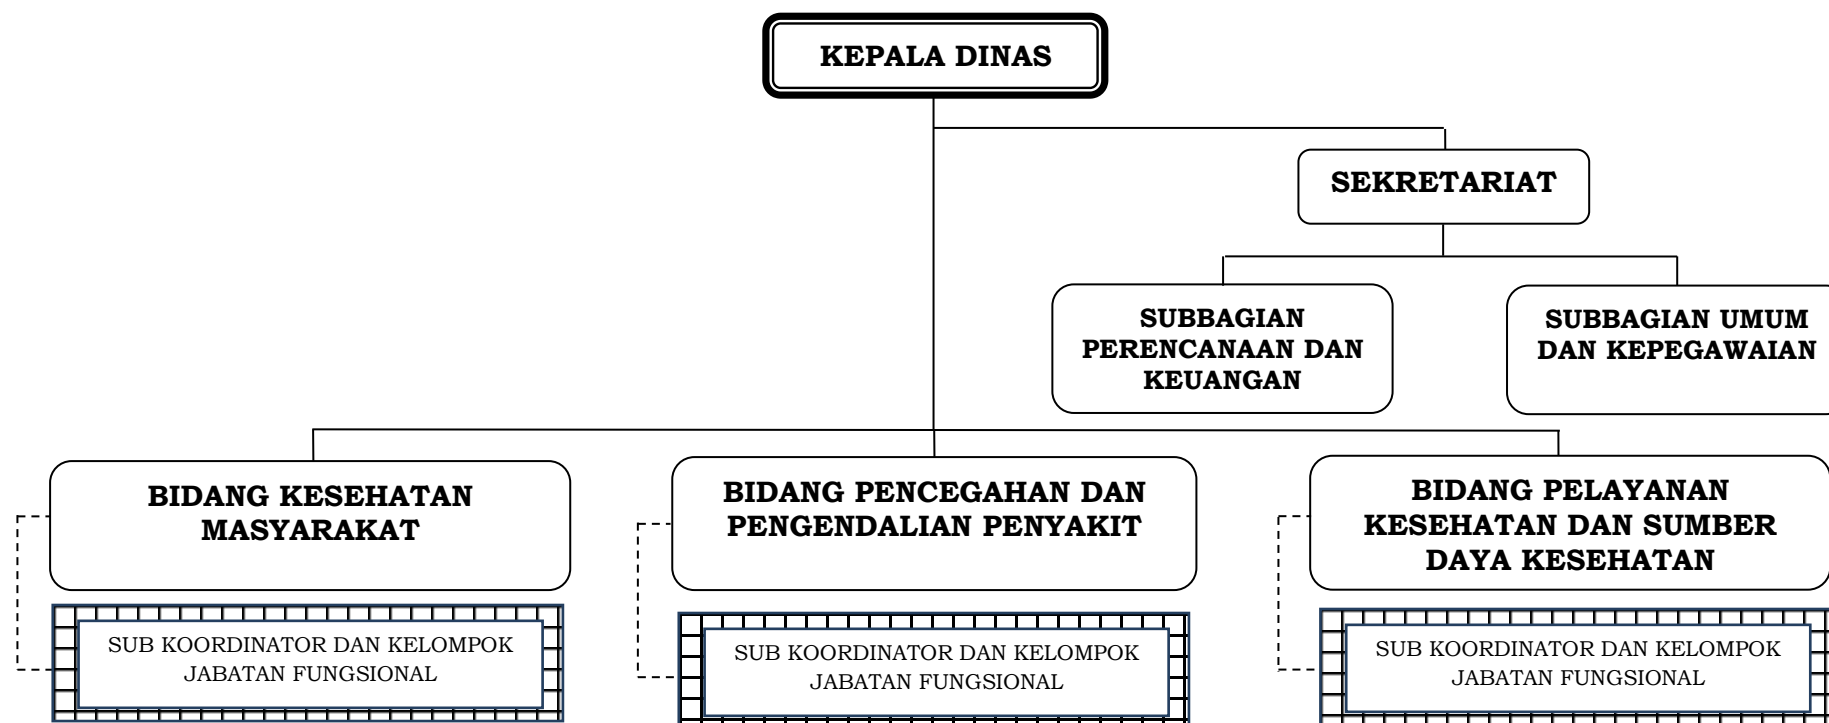 KEPALA DINAS
SEKRETARIAT
SUBBAGIAN
PERENCANAAN DAN
KEUANGAN
SUBBAGIAN UMUM
DAN KEPEGAWAIAN
BIDANG KESEHATAN
MASYARAKAT
BIDANG PENCEGAHAN DAN
PENGENDALIAN PENYAKIT
BIDANG PELAYANAN
KESEHATAN DAN SUMBER
DAYA KESEHATAN
SUB KOORDINATOR DAN KELOMPOK
JABATAN FUNGSIONAL
SUB KOORDINATOR DAN KELOMPOK
JABATAN FUNGSIONAL
SUB KOORDINATOR DAN KELOMPOK
JABATAN FUNGSIONAL